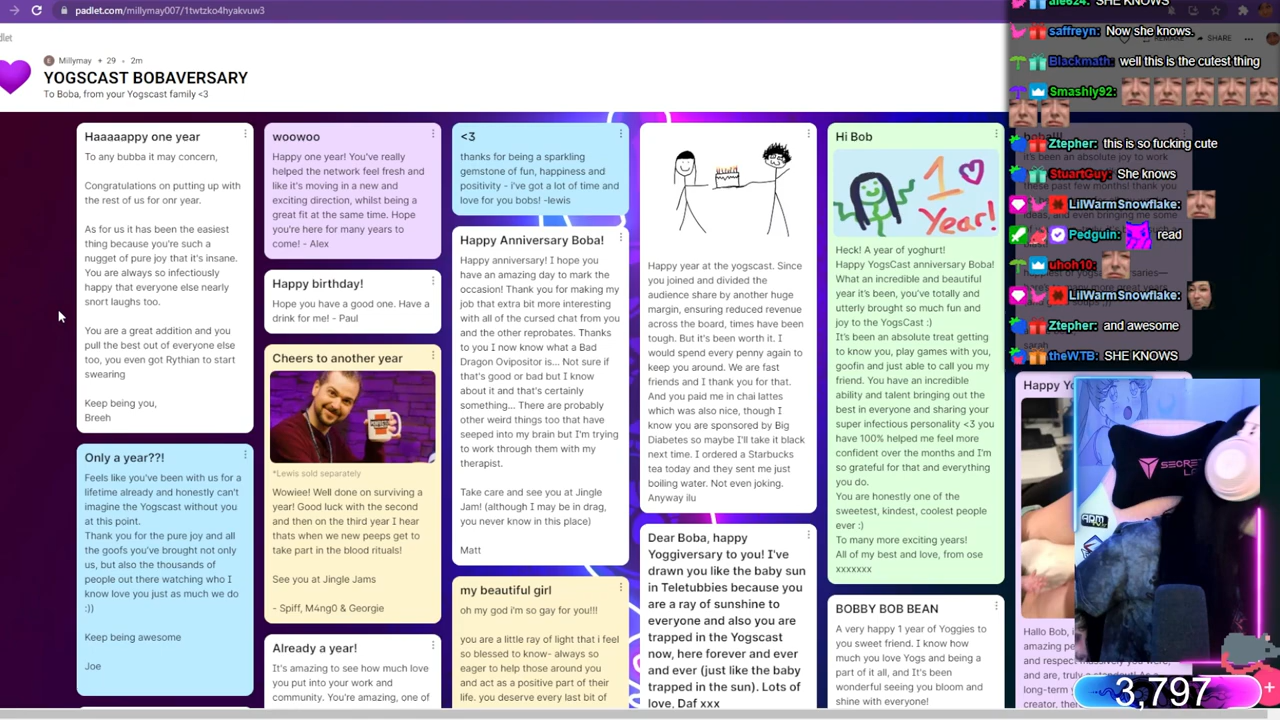 padlet.com/millymay007/1twtzko4hyakvuw3
Millymay + 29 • 2m
YOGSCAST BOBAVERSARY
To Boba, from your Yogscast family <3
SHARE
Haaaaappy one year
To any bubba it may concern,
Congratulations on putting up with
the rest of us for onr year.
As for us it has been the easiest
thing because you're such a
nugget of pure joy that it's insane.
You are always so infectiously
happy that everyone else nearly
snort laughs too.
You are a great addition and you
pull the best out of everyone else
too, you even got Rythian to start
swearing
Keep being you,
Breeh
Only a year??!
Feels like you've been with us for a
lifetime already and honestly can't
imagine the Yogscast without you
at this point.
Thank you for the pure joy and all
the goofs you've brought not only
us, but also the thousands of
people out there watching who I
know love you just as much we do
:))
Keep being awesome
Joe
woowoo
Happy one year! You've really
helped the network feel fresh and
like it's moving in a new and
exciting direction, whilst being a
great fit at the same time. Hope
you're here for many years to
come! - Alex
Happy birthday!
Hope you have a good one. Have a
drink for me! - Paul
Cheers to another year
*Lewis sold separately
Wowiee! Well done on surviving a
year! Good luck with the second
and then on the third year I hear
thats when we new peeps get to
take part in the blood rituals!
See you at Jingle Jams
- Spiff, M4ng0 & Georgie
Already a year!
It's amazing to see how much love
you put into your work and
community. You're amazing, one of
<3
thanks for being a sparkling
gemstone of fun, happiness and
positivity - i've got a lot of time and
love for you bobs! -lewis
Happy Anniversary Boba!
Happy anniversary! I hope you
have an amazing day to mark the
occasion! Thank you for making my
job that extra bit more interesting
with all of the cursed chat from you
and the other reprobates. Thanks
to you I now know what a Bad
Dragon Ovipositor is... Not sure if
that's good or bad but I know
about it and that's certainly
something... There are probably
other weird things too that have
seeped into my brain but I'm trying
to work through them with my
therapist.
Take care and see you at Jingle
Jam! (although I may be in drag,
you never know in this place)
Matt
my beautiful girl
oh my god i'm so gay for you!!!
you are a little ray of light that i feel
so blessed to know- always so
eager to help those around you
and act as a positive part of their
life. you deserve every last bit of
Happy year at the yogscast. Since
you joined and divided the
audience share by another huge
margin, ensuring reduced revenue
across the board, times have been
tough. But it's been worth it. I
would spend every penny again to
keep you around. We are fast
friends and I thank you for that.
And you paid me in chai lattes
which was also nice, though I
know you are sponsored by Big
Diabetes so maybe I'll take it black
next time. I ordered a Starbucks
tea today and they sent me just
boiling water. Not even joking.
Anyway ilu
Dear Boba, happy
Yoggiversary to you! I've
drawn you like the baby sun
in Teletubbies because you
are a ray of sunshine to
everyone and also you are
trapped in the Yogscast
now, here forever and ever
and ever (just like the baby
trapped in the sun). Lots of
love, Daf xxx
Hi Bob
1
Year!
Heck! A year of yoghurt!
Happy YogsCast anniversary Boba!
What an incredible and beautiful
year it's been, you've totally and
utterly brought so much fun and
joy to the YogsCast :)
It's been an absolute treat getting
to know you, play games with you,
goofin and just able to call you my
friend. You have an incredible
ability and talent bringing out the
best in everyone and sharing your
super infectious personality <3 you
have 100% helped me feel more
confident over the months and I'm
so grateful for that and everything
you do.
You are honestly one of the
sweetest, kindest, coolest people
ever :)
To many more exciting years!
All of my best and love, from ose
xxxxxxx
BOBBY BOB BEAN
A very happy 1 year of Yoggies to
you sweet friend. I know how
much you love Yogs and being a
part of it all, and It's been
wonderful seeing you bloom and
shine with everyone!
ale624: SHE KNOWS
saffreyn: Now she knows.
Blackmath: well this is the cutest thing
Smashly92:
Ztepher: this is so fucking cute
StuartGuy: She knows
LilWarmSnowflake:
Pedguin: read
uhoh10:
LilWarmSnowflake:
Ztepher: and awesome
theWTB: SHE KNOWS
sarah
Happy Yo
Hallo Bob, i
amazing pe
and respect
and are, truly
long-term
creator, the
3,797